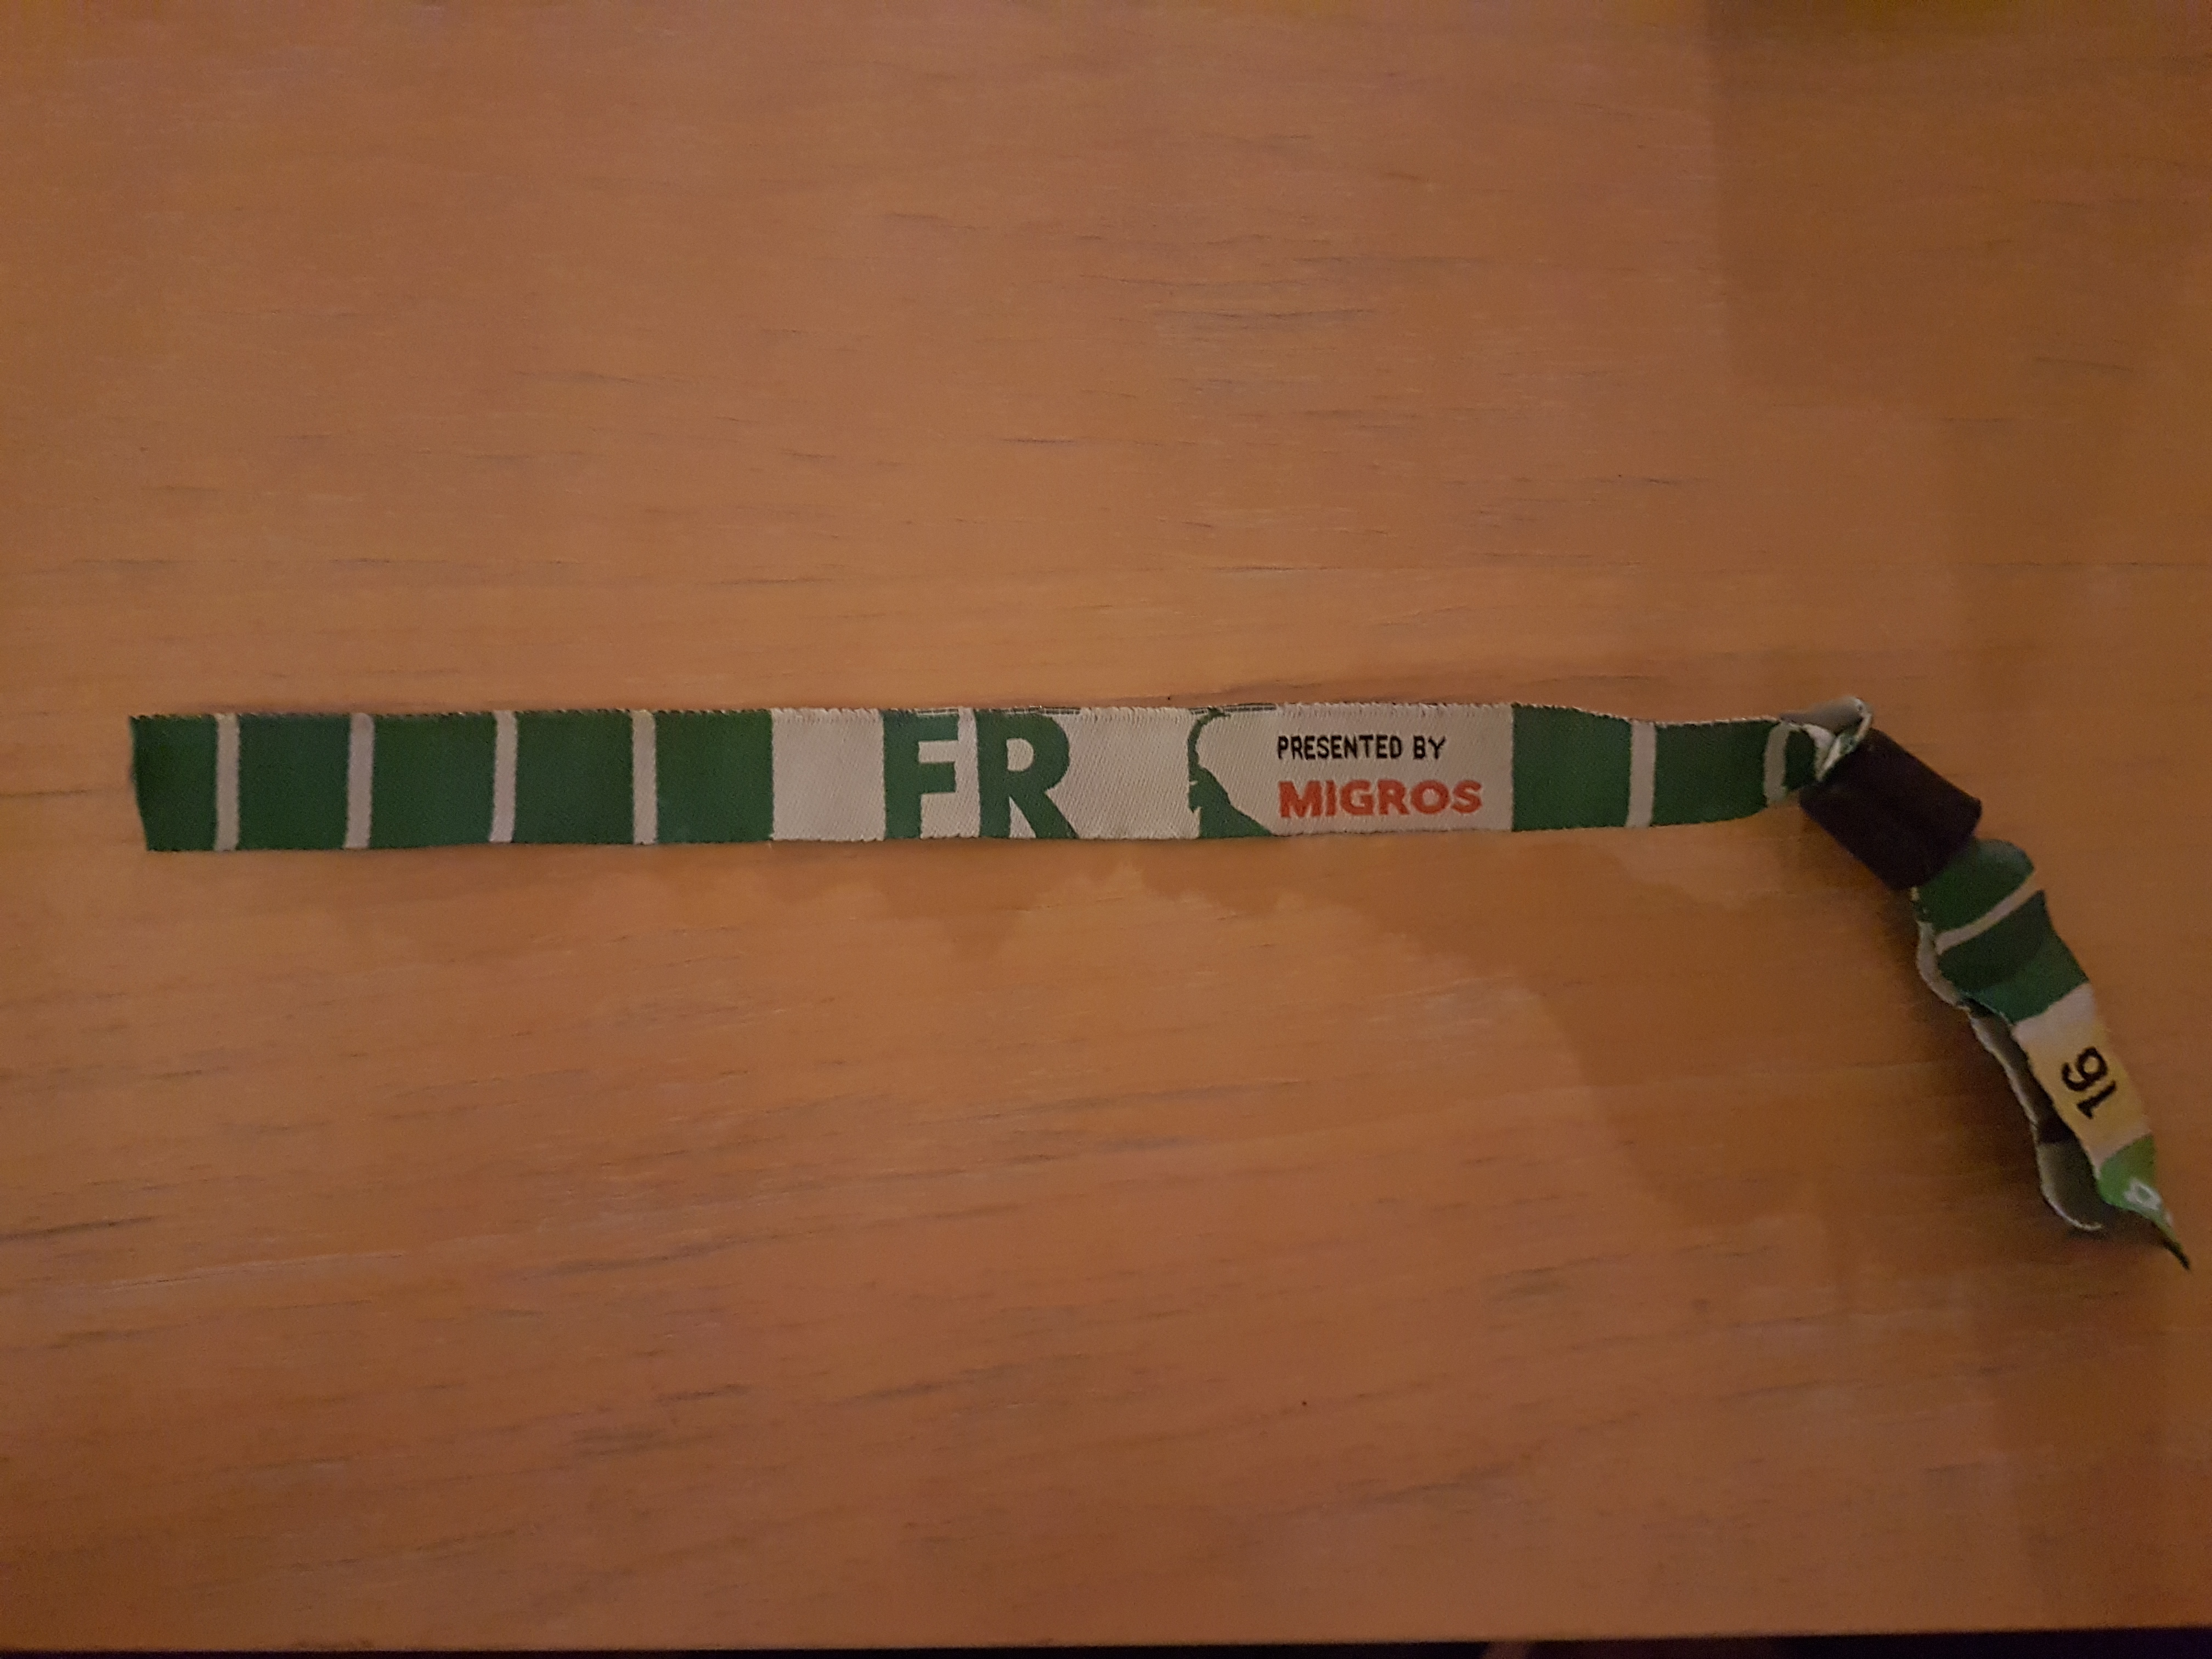 FR
PRESENTED BY
MIGROS
16